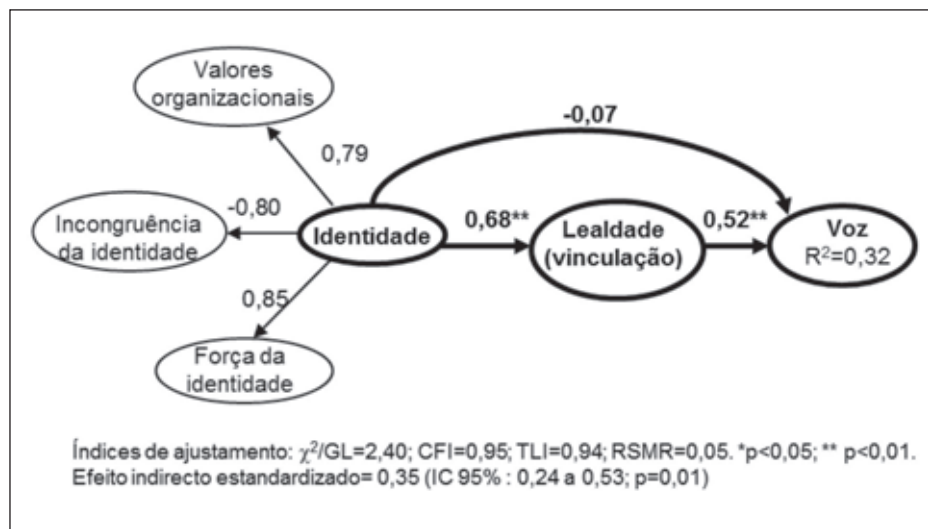 Valores
organizacionais
-0,07
0,79
-0,80
Incongruência
da identidade
Identidade
0,68**
Lealdade
(vinculação)
0,52**
Voz
R²=0,32
0,85
Força da
identidade
Índices de ajustamento: χ²/GL=2,40; CFI=0,95; TLI=0,94; RSMR=0,05. *p<0,05; ** p<0,01.
Efeito indirecto estandardizado= 0,35 (IC 95% : 0,24 a 0,53; p=0,01)